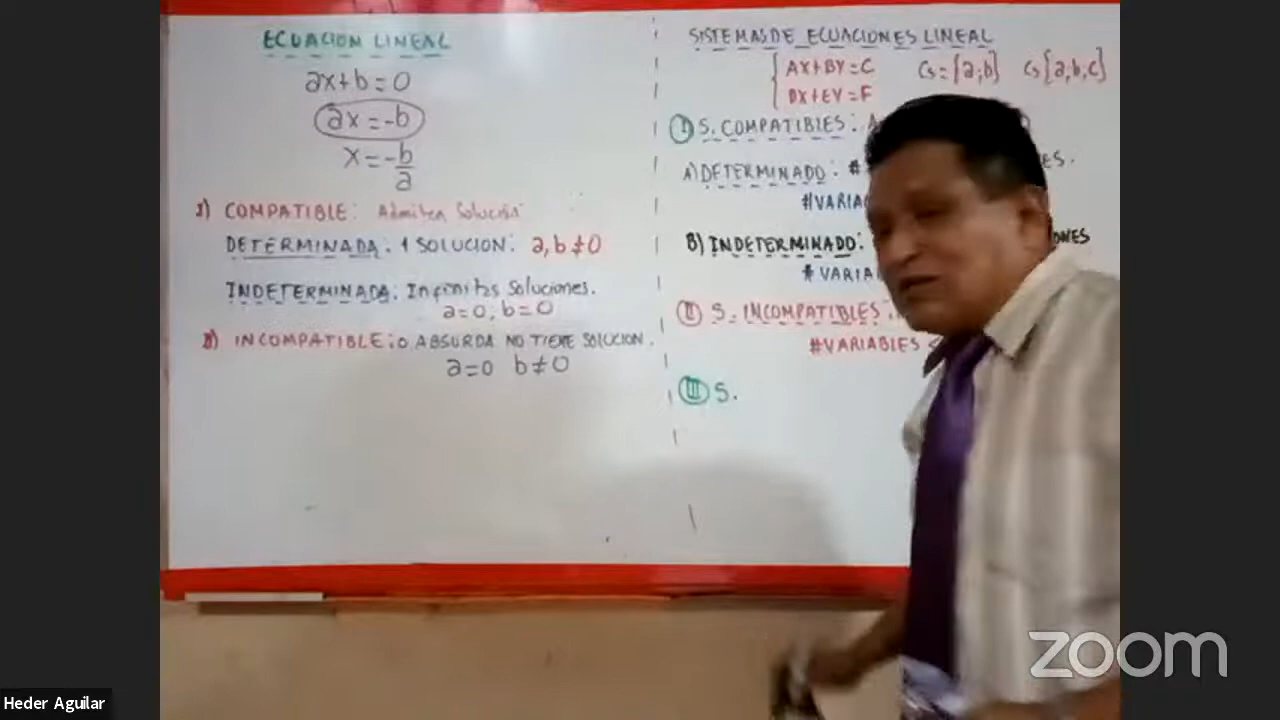 ECUACION LINEAL
ax+b=0
ax=-b
x=-b/a
I) COMPATIBLE: Admiten Solución
DETERMINADA: 1 SOLUCION: a,b≠0
INDETERMINADA: Infinitas Soluciones.
a=0, b=0
II) INCOMPATIBLE: O ABSURDA NO TIENE SOLUCION.
a=0 b≠0
SISTEMAS DE ECUACIONES LINEAL
AX+BY=C
DX+EY=F
Cs={a;b} Cs{a,b,c}
I S. COMPATIBLES:
A) DETERMINADO: #
#VARIA
B) INDETERMINADO:
# VARIA
II S. INCOMPATIBLES:
#VARIABLES <
III S.
zoom
Heder Aguilar